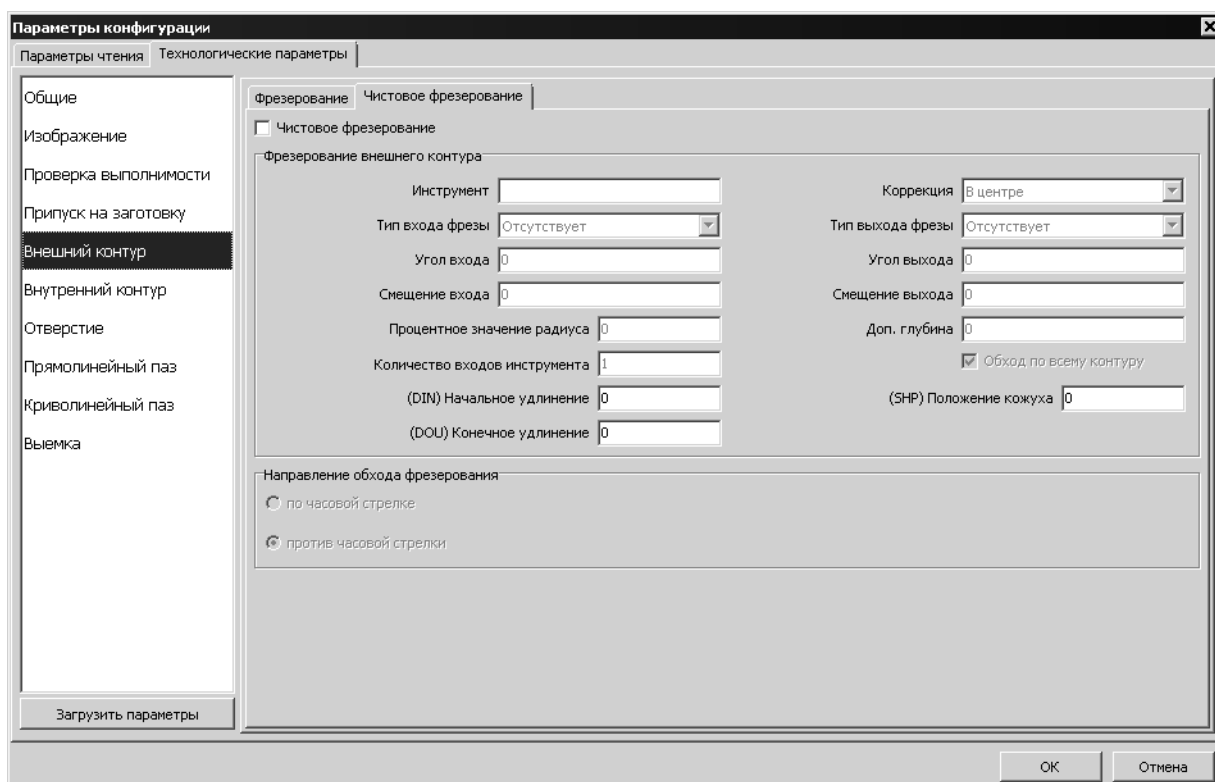 Параметры конфигурации
Параметры чтения
Технологические параметры
Общие
Изображение
Проверка выполнимости
Припуск на заготовку
Внешний контур
Внутренний контур
Отверстие
Прямолинейный паз
Криволинейный паз
Выемка
Загрузить параметры
Фрезерование
Чистовое фрезерование
Чистовое фрезерование
Фрезерование внешнего контура
Инструмент
Коррекция В центре
Тип входа фрезы Отсутствует
Тип выхода фрезы Отсутствует
Угол входа 0
Угол выхода 0
Смещение входа 0
Смещение выхода 0
Процентное значение радиуса 0
Доп. глубина 0
Количество входов инструмента 1
Обход по всему контуру
(DIN) Начальное удлинение 0
(SHP) Положение кожуха 0
(DOU) Конечное удлинение 0
Направление обхода фрезерования
по часовой стрелке
против часовой стрелки
OK
Отмена